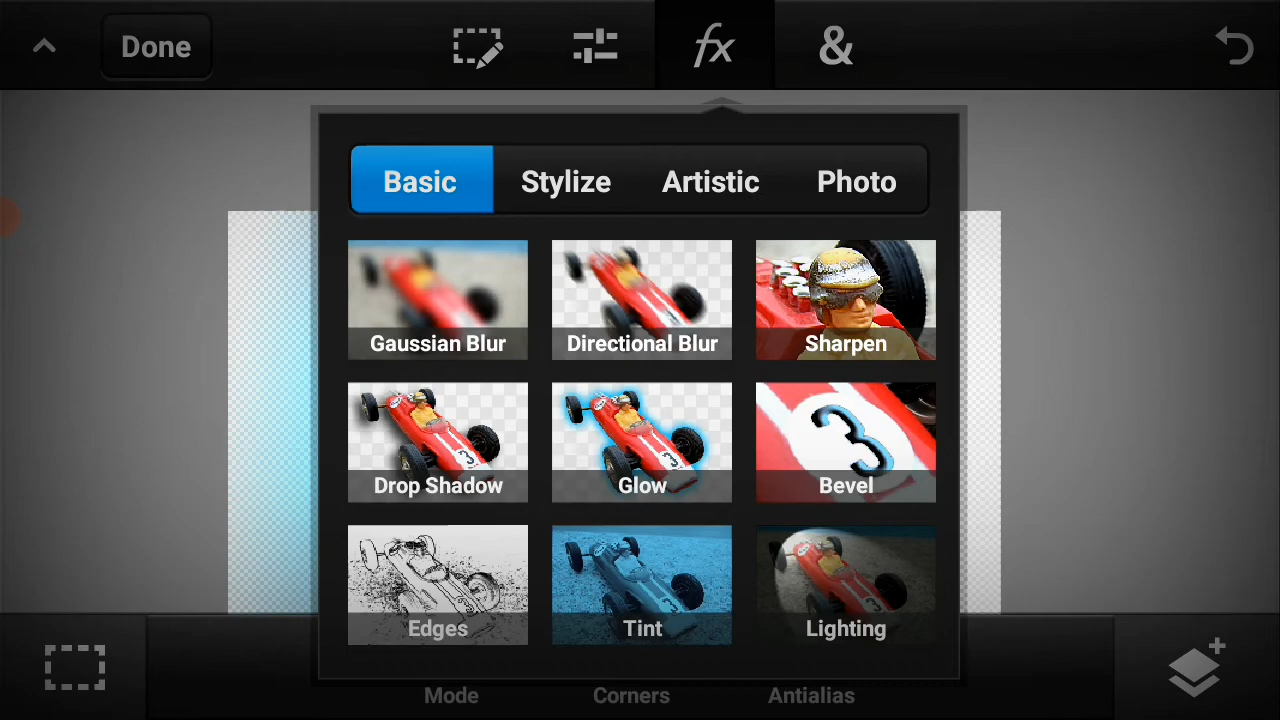 Done
fx
&
Basic
Stylize
Artistic
Photo
Gaussian Blur
Directional Blur
Sharpen
Drop Shadow
Glow
Bevel
3
Edges
Tint
Lighting
Mode
Corners
Antialias